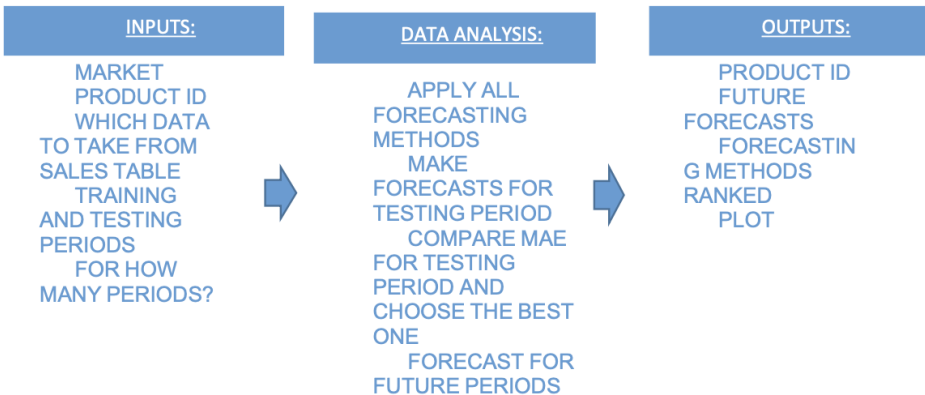 INPUTS:
MARKET
PRODUCT ID
WHICH DATA
TO TAKE FROM
SALES TABLE
TRAINING
AND TESTING
PERIODS
FOR HOW
MANY PERIODS?
DATA ANALYSIS:
APPLY ALL
FORECASTING
METHODS
MAKE
FORECASTS FOR
TESTING PERIOD
COMPARE MAE
FOR TESTING
PERIOD AND
CHOOSE THE BEST
ONE
FORECAST FOR
FUTURE PERIODS
OUTPUTS:
PRODUCT ID
FUTURE
FORECASTS
FORECASTIN
G METHODS
RANKED
PLOT